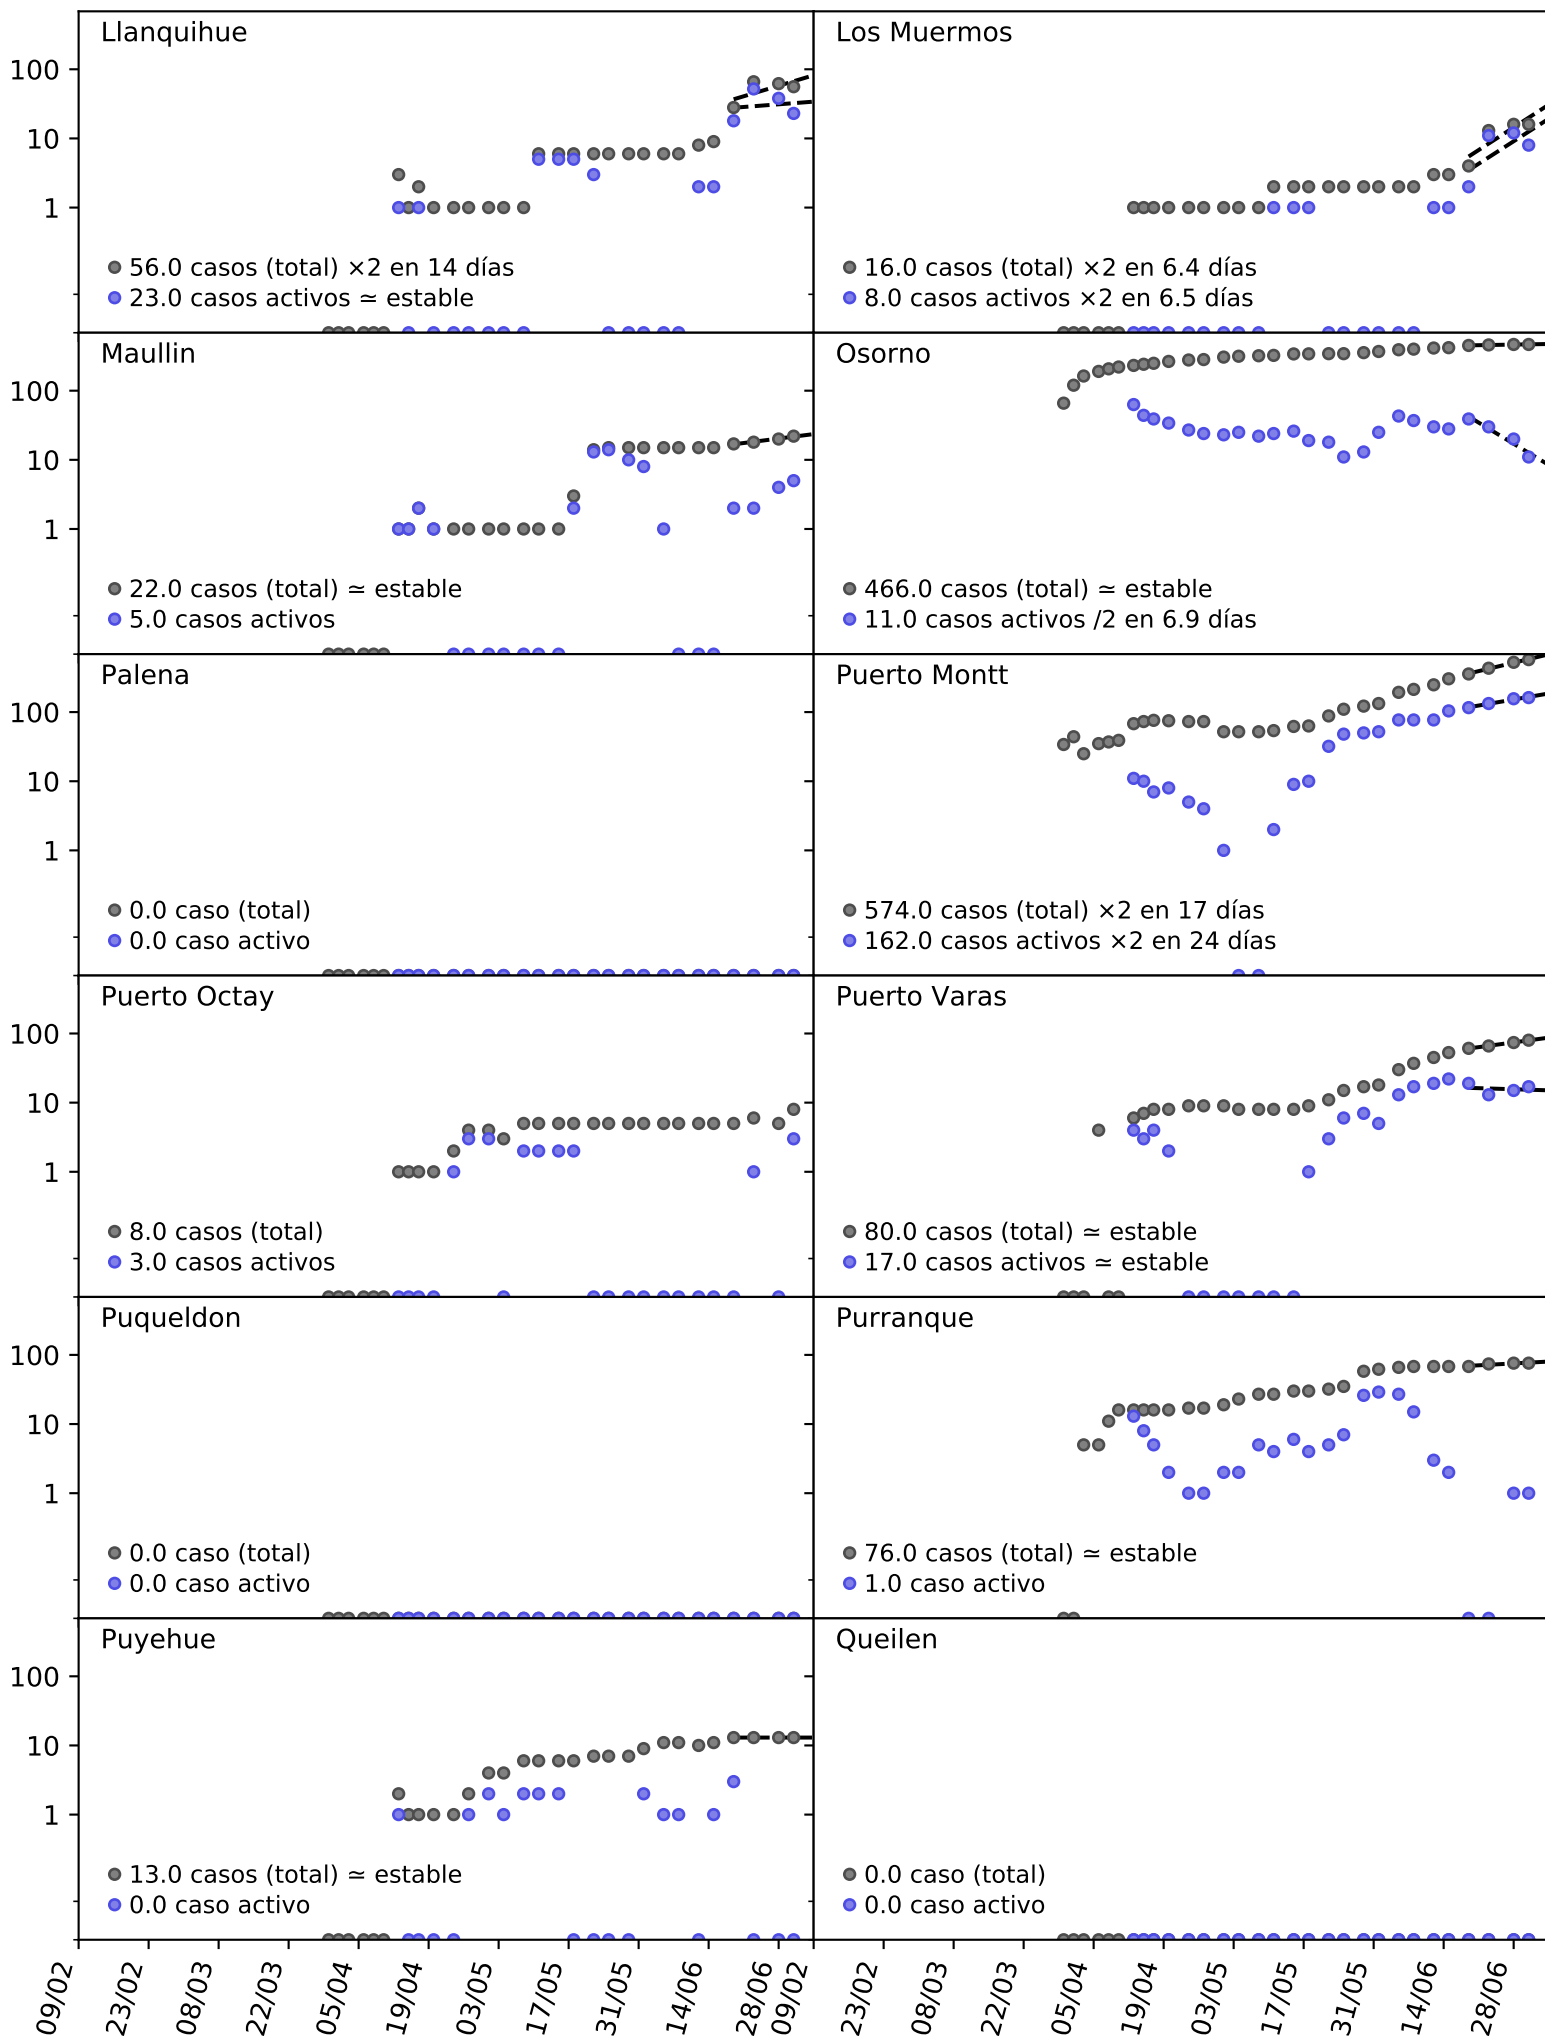 Llanquihue
100
10
1
56.0 casos (total) ×2 en 14 días
23.0 casos activos ≃ estable
Los Muermos
16.0 casos (total) ×2 en 6.4 días
8.0 casos activos ×2 en 6.5 días
Maullin
100
10
1
22.0 casos (total) ≃ estable
5.0 casos activos
Osorno
466.0 casos (total) ≃ estable
11.0 casos activos /2 en 6.9 días
Palena
100
10
1
0.0 caso (total)
0.0 caso activo
Puerto Montt
574.0 casos (total) ×2 en 17 días
162.0 casos activos ×2 en 24 días
Puerto Octay
100
10
1
8.0 casos (total)
3.0 casos activos
Puerto Varas
80.0 casos (total) ≃ estable
17.0 casos activos ≃ estable
Puqueldon
100
10
1
0.0 caso (total)
0.0 caso activo
Purranque
76.0 casos (total) ≃ estable
1.0 caso activo
Puyehue
100
10
1
13.0 casos (total) ≃ estable
0.0 caso activo
Queilen
0.0 caso (total)
0.0 caso activo
09/02
23/02
08/03
22/03
05/04
19/04
03/05
17/05
31/05
14/06
28/06
09/02
23/02
08/03
22/03
05/04
19/04
03/05
17/05
31/05
14/06
28/06